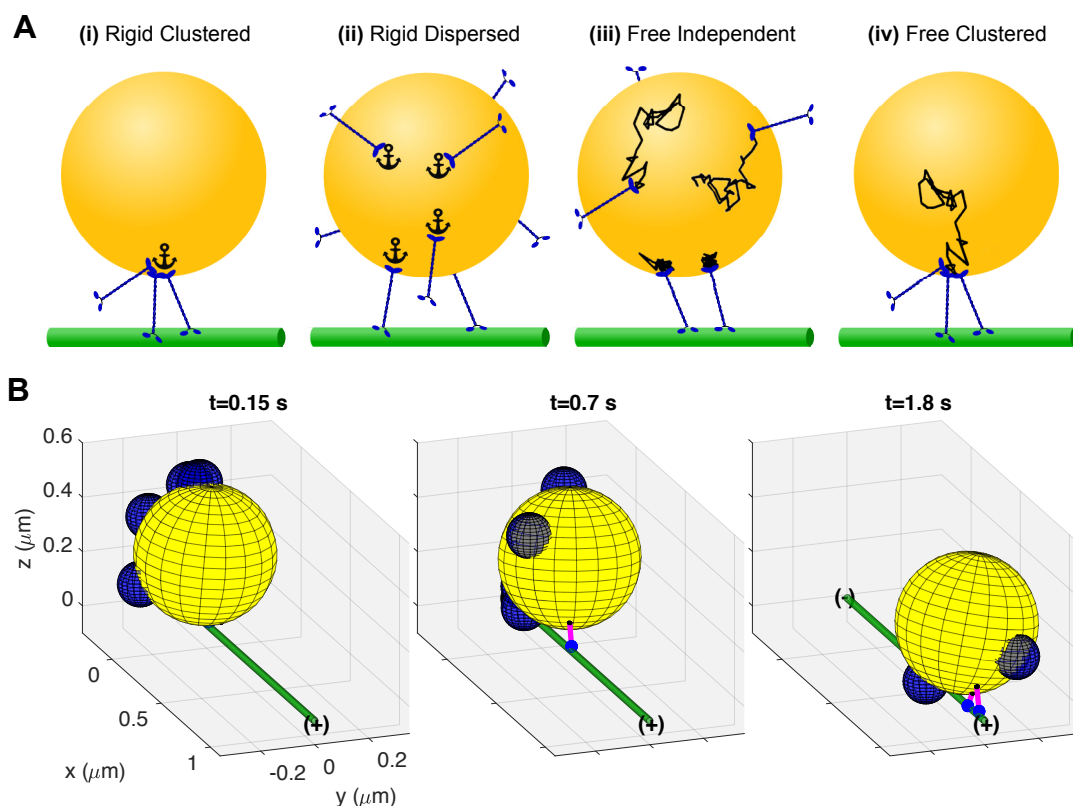 A
(i) Rigid Clustered
(ii) Rigid Dispersed
(iii) Free Independent
(iv) Free Clustered
B
t=0.15 s
t=0.7 s
t=1.8 s
0.6
0.4
0.2
0
z (μm)
0
0.5
1
x (μm)
-0.2
0
0.2
y (μm)
(+)
(+)
(-)
(+)